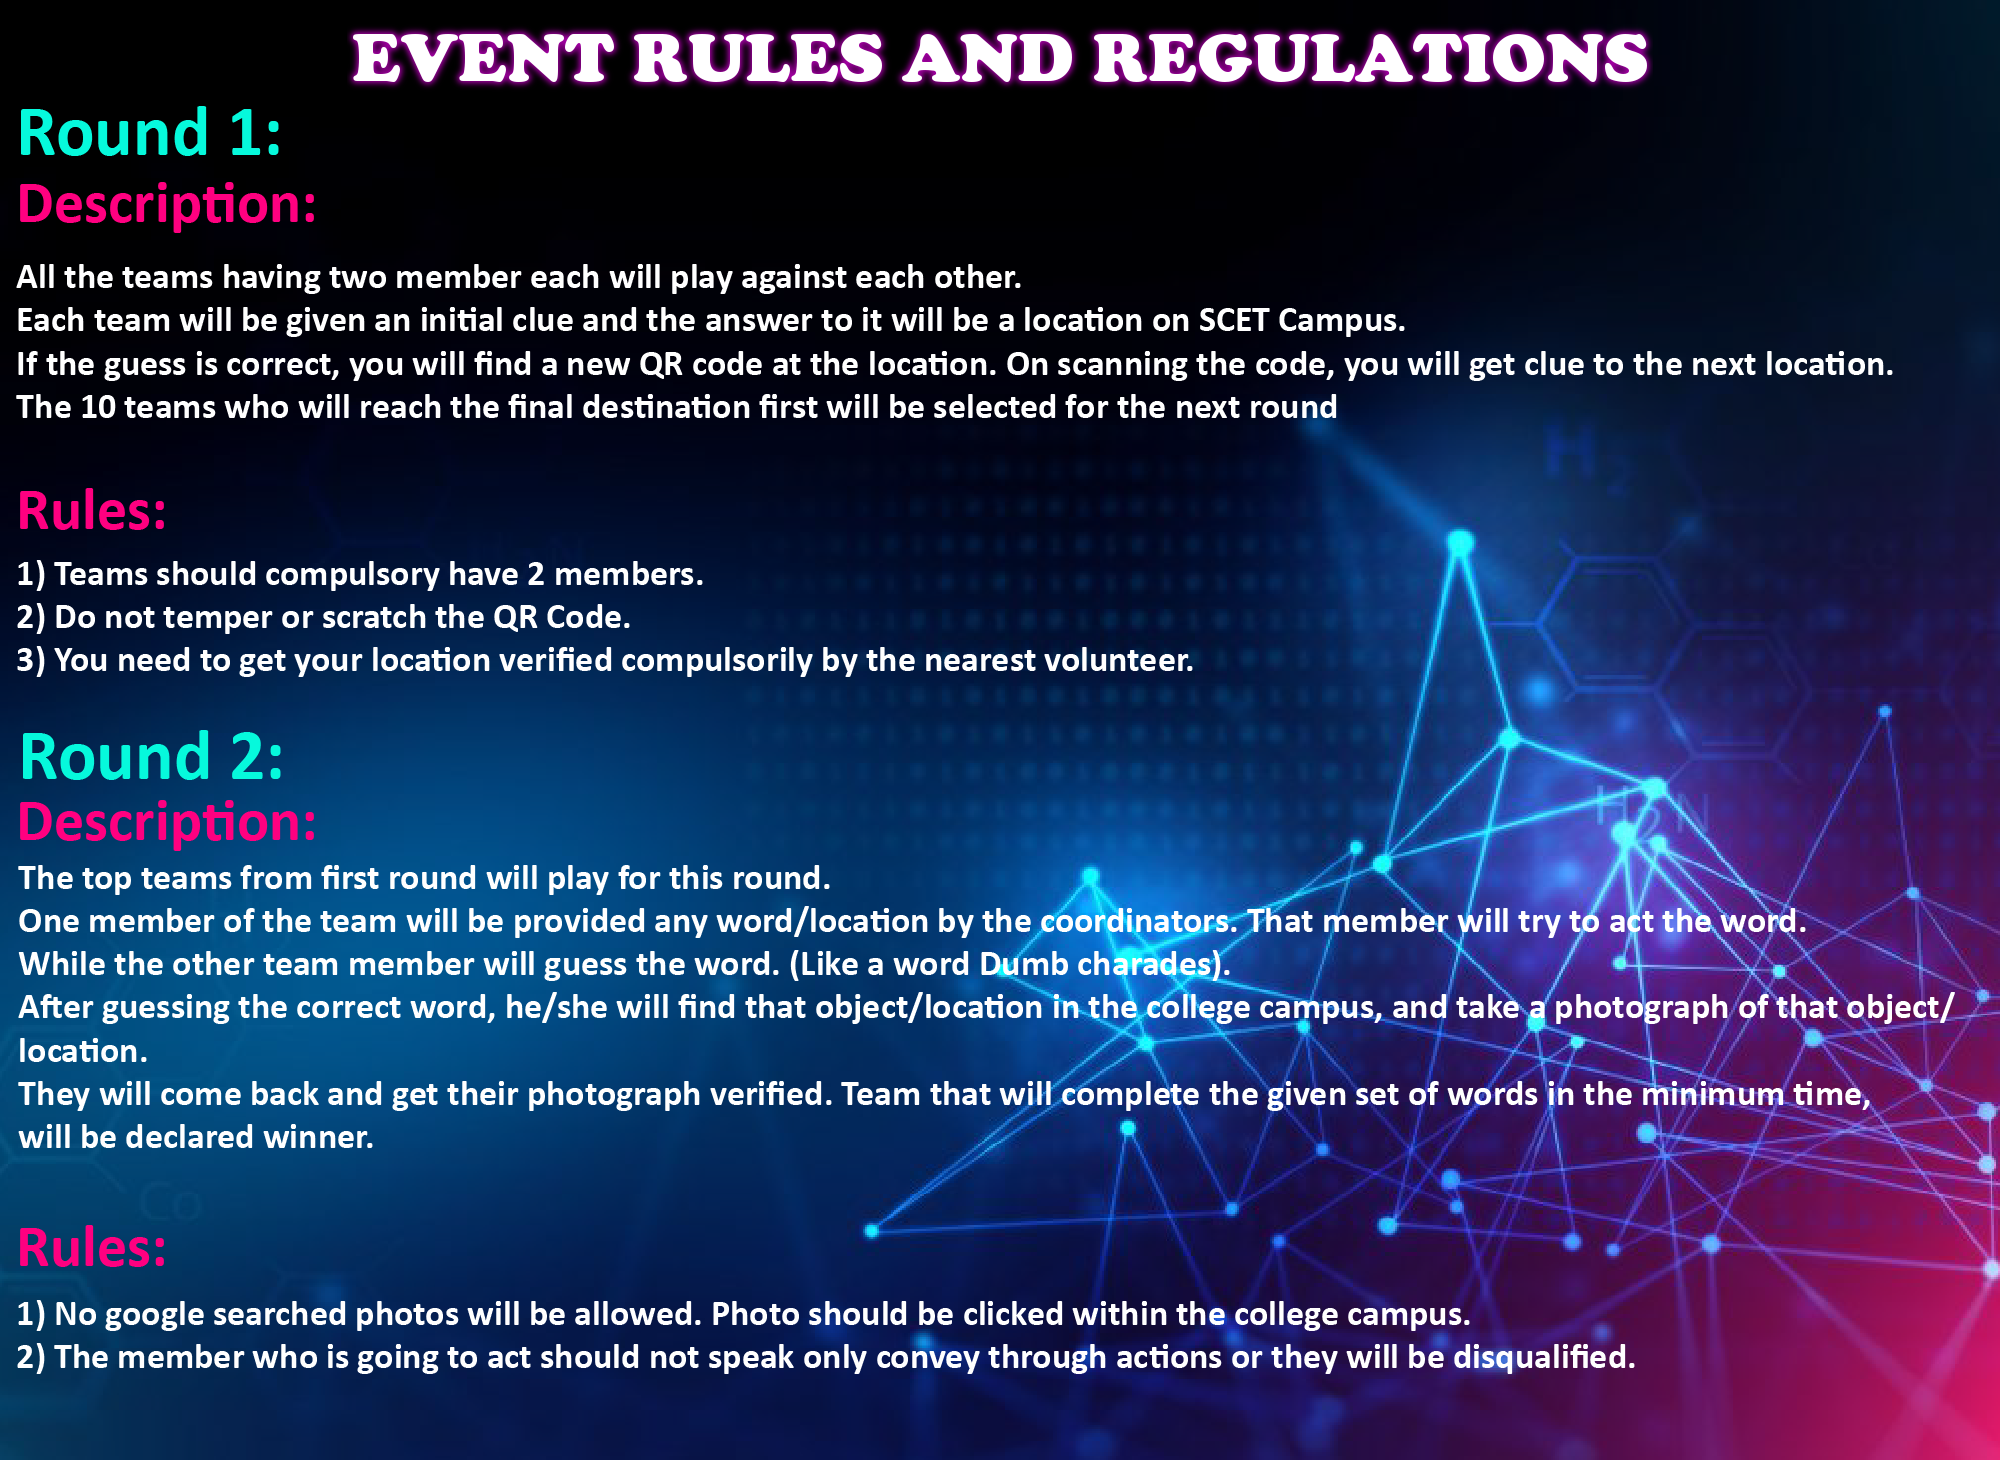 EVENT RULES AND REGULATIONS
Round 1:
Description:
All the teams having two member each will play against each other.
Each team will be given an initial clue and the answer to it will be a location on SCET Campus.
If the guess is correct, you will find a new QR code at the location. On scanning the code, you will get clue to the next location.
The 10 teams who will reach the final destination first will be selected for the next round
H2
Rules:
1) Teams should compulsory have 2 members.
2) Do not temper or scratch the QR Code.
3) You need to get your location verified compulsorily by the nearest volunteer.
Round 2:
H2N
Description:
The top teams from first round will play for this round.
One member of the team will be provided any word/location by the coordinators. That member will try to act the word.
While the other team member will guess the word. (Like a word Dumb charades).
After guessing the correct word, he/she will find that object/location in the college campus, and take a photograph of that object/
location.
They will come back and get their photograph verified. Team that will complete the given set of words in the minimum time,
will be declared winner.
Co
Rules:
1) No google searched photos will be allowed. Photo should be clicked within the college campus.
2) The member who is going to act should not speak only convey through actions or they will be disqualified.